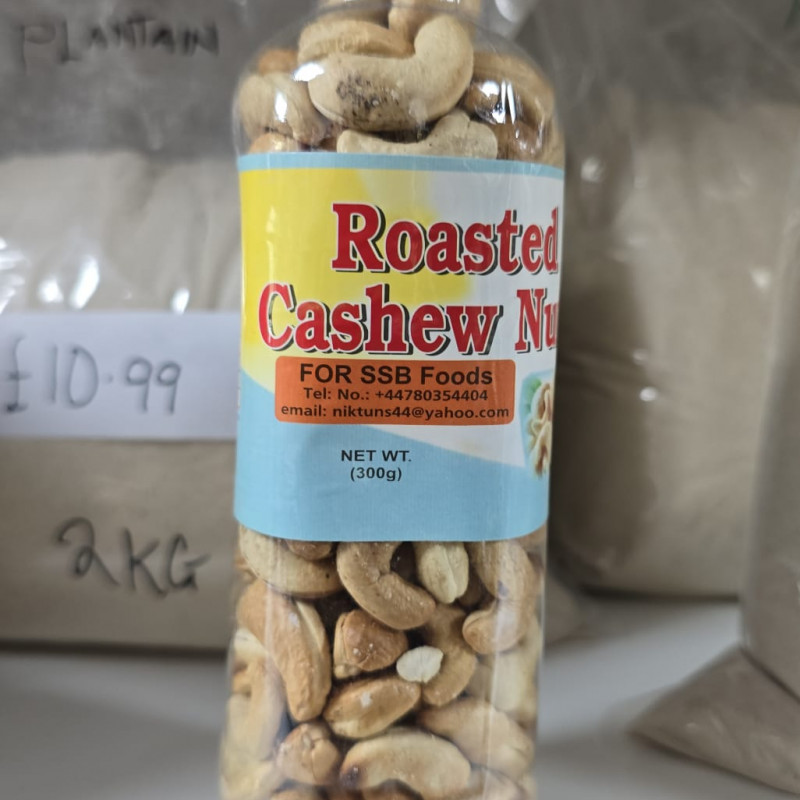 PLANTAIN
£10.99
2KG
Roasted
Cashew Nu
FOR SSB Foods
Tel: No.: +44780354404
email: niktuns44@yahoo.com
NET WT.
(300g)